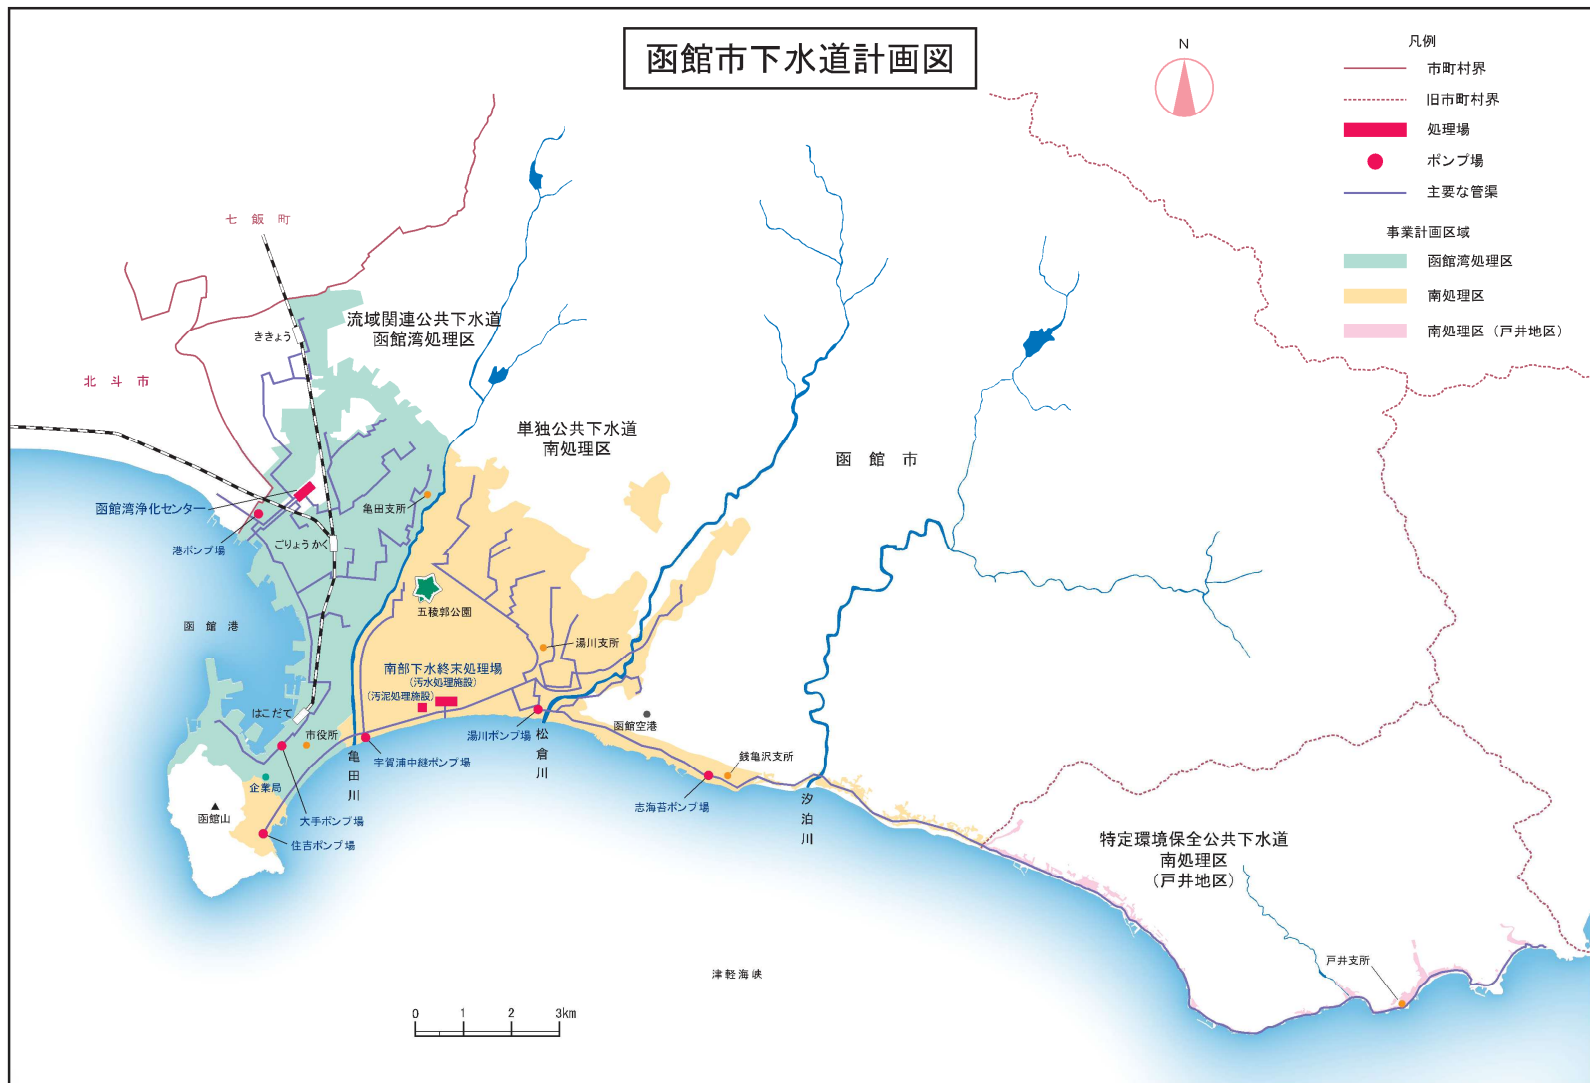 函館市下水道計画図
N
凡例
市町村界
旧市町村界
処理場
ポンプ場
主要な管渠
事業計画区域
函館湾処理区
南処理区
南処理区（戸井地区）
七飯町
ききょう
流域関連公共下水道
函館湾処理区
北斗市
単独公共下水道
南処理区
函館市
函館湾浄化センター
亀田支所
港ポンプ場
ごりょうかく
五稜郭公園
函館港
湯川支所
南部下水終末処理場
（汚水処理施設）
（汚泥処理施設）
はこだて
市役所
湯川ポンプ場
函館空港
松倉川
宇賀浦中継ポンプ場
亀田川
銭亀沢支所
企業局
函館山
大手ポンプ場
住吉ポンプ場
志海苔ポンプ場
汐泊川
特定環境保全公共下水道
南処理区
（戸井地区）
戸井支所
津軽海峡
0 1 2 3km